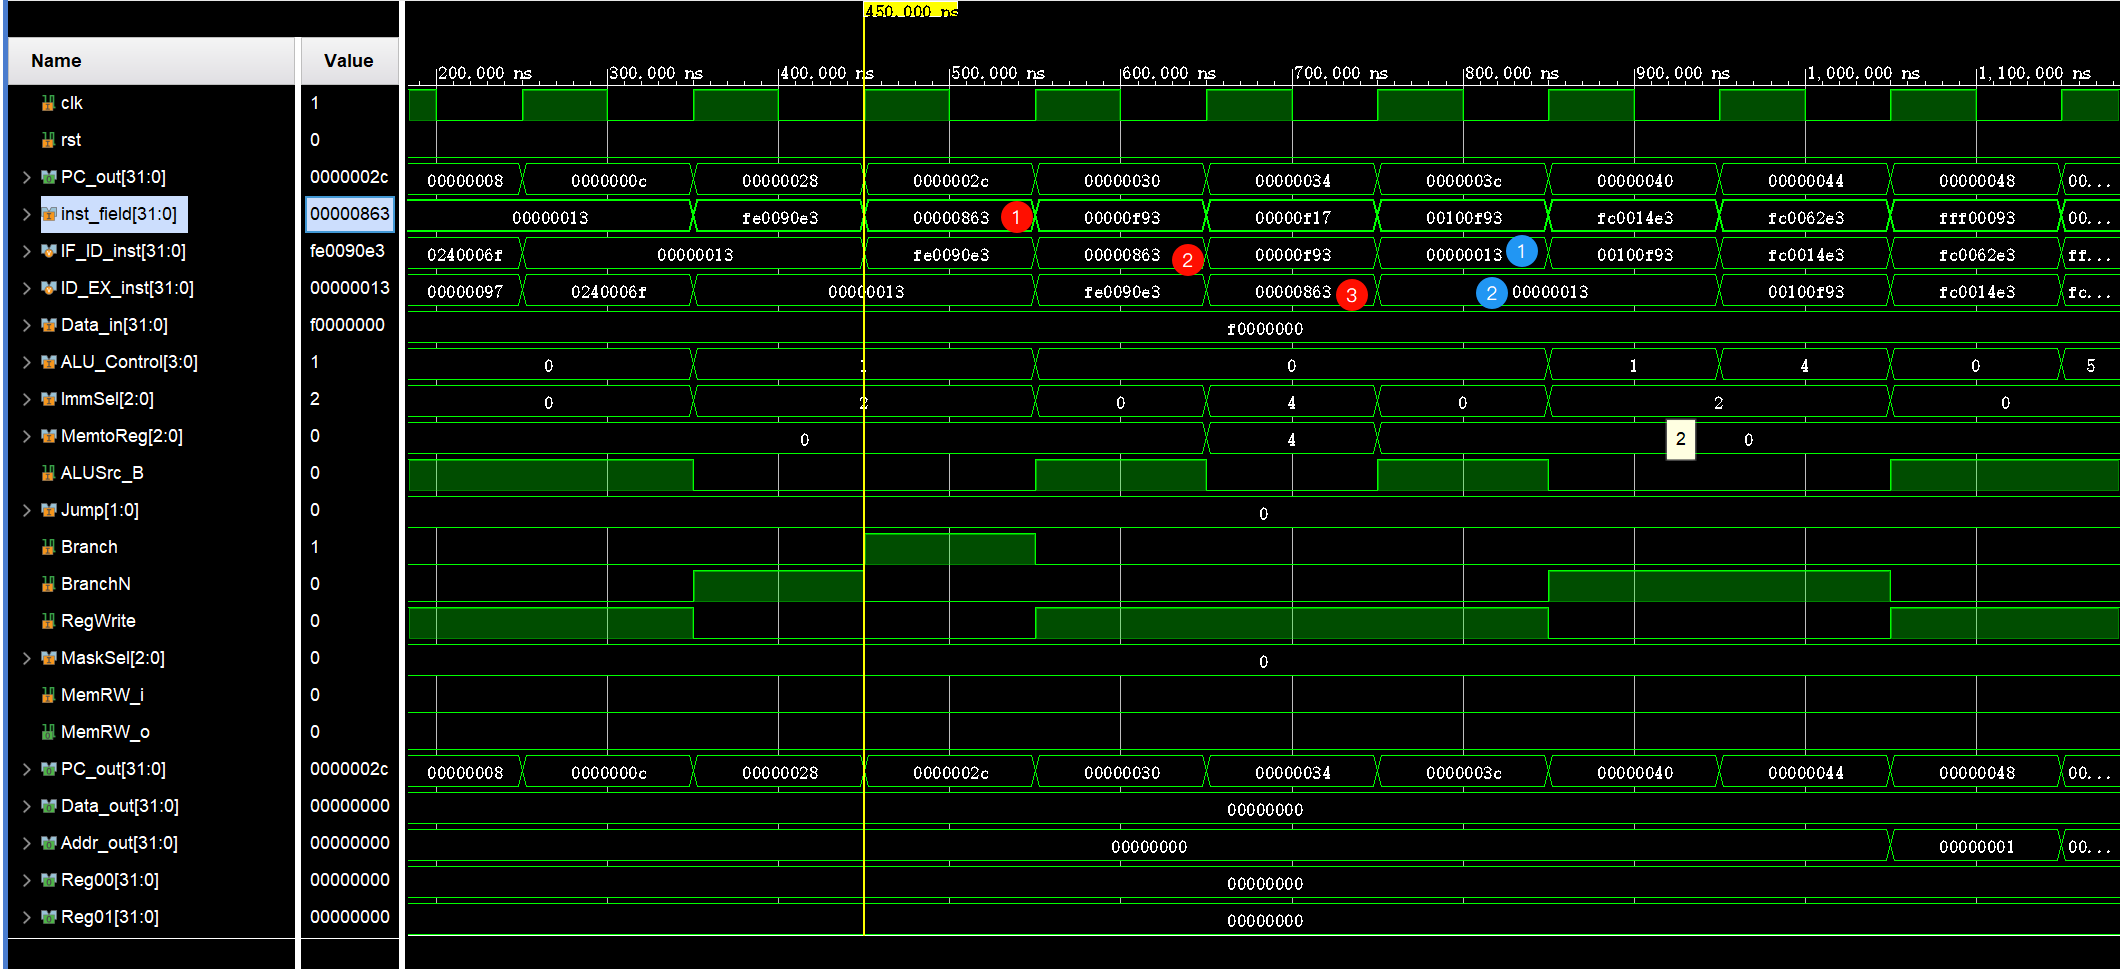 450.000 ns
Name Value
200.000 ns 300.000 ns 400.000 ns 500.000 ns 600.000 ns 700.000 ns 800.000 ns 900.000 ns 1,000.000 ns 1,100.000 ns
clk 1
rst 0
PC_out[31:0] 0000002c 00000008 0000000c 00000028 0000002c 00000030 00000034 0000003c 00000040 00000044 00000048 00...
inst_field[31:0] 00000863 00000013 fe0090e3 00000863 1 00000f93 00000f17 00100f93 fc0014e3 fc0062e3 fff00093 00...
IF_ID_inst[31:0] fe0090e3 0240006f 00000013 fe0090e3 00000863 2 00000f93 00000013 1 00100f93 fc0014e3 fc0062e3 ff...
ID_EX_inst[31:0] 00000013 00000097 0240006f 00000013 fe0090e3 00000863 3 2 00000013 00100f93 fc0014e3 fc...
Data_in[31:0] f0000000 f0000000
ALU_Control[3:0] 1 0 1 0 1 4 0 5
ImmSel[2:0] 2 0 2 0 4 0 2 0
MemtoReg[2:0] 0 0 4 2 0
ALUSrc_B 0
Jump[1:0] 0 0
Branch 1
BranchN 0
RegWrite 0
MaskSel[2:0] 0 0
MemRW_i 0
MemRW_o 0
PC_out[31:0] 0000002c 00000008 0000000c 00000028 0000002c 00000030 00000034 0000003c 00000040 00000044 00000048 00...
Data_out[31:0] 00000000 00000000
Addr_out[31:0] 00000000 00000000 00000001 00...
Reg00[31:0] 00000000 00000000
Reg01[31:0] 00000000 00000000